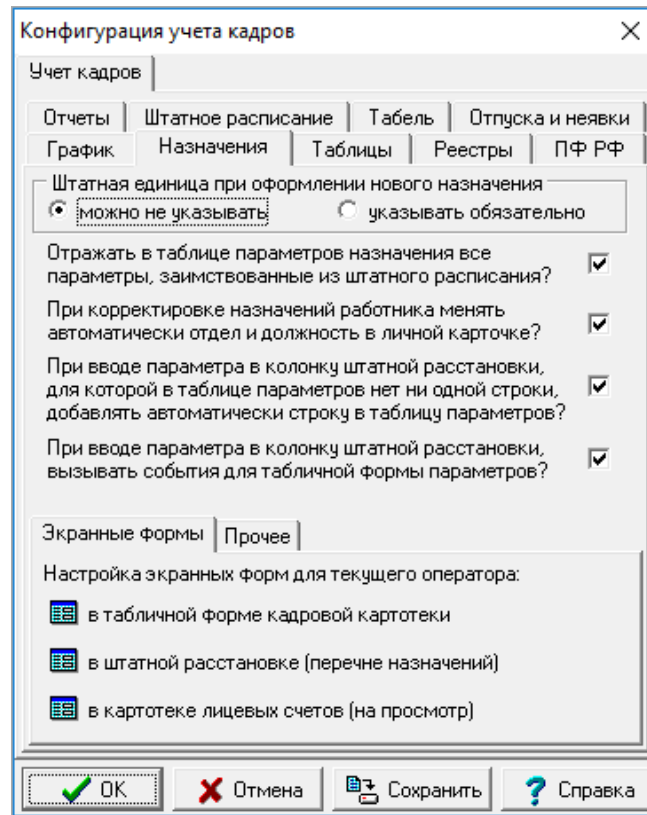 Конфигурация учета кадров
Учет кадров
Отчеты Штатное расписание Табель Отпуска и неявки
График Назначения Таблицы Реестры ПФ РФ
Штатная единица при оформлении нового назначения
можно не указывать указывать обязательно
Отражать в таблице параметров назначения все
параметры, заимствованные из штатного расписания?
При корректировке назначений работника менять
автоматически отдел и должность в личной карточке?
При вводе параметра в колонку штатной расстановки,
для которой в таблице параметров нет ни одной строки,
добавлять автоматически строку в таблицу параметров?
При вводе параметра в колонку штатной расстановки,
вызывать события для табличной формы параметров?
Экранные формы Прочее
Настройка экранных форм для текущего оператора:
в табличной форме кадровой картотеки
в штатной расстановке (перечне назначений)
в картотеке лицевых счетов (на просмотр)
OK Отмена Сохранить Справка